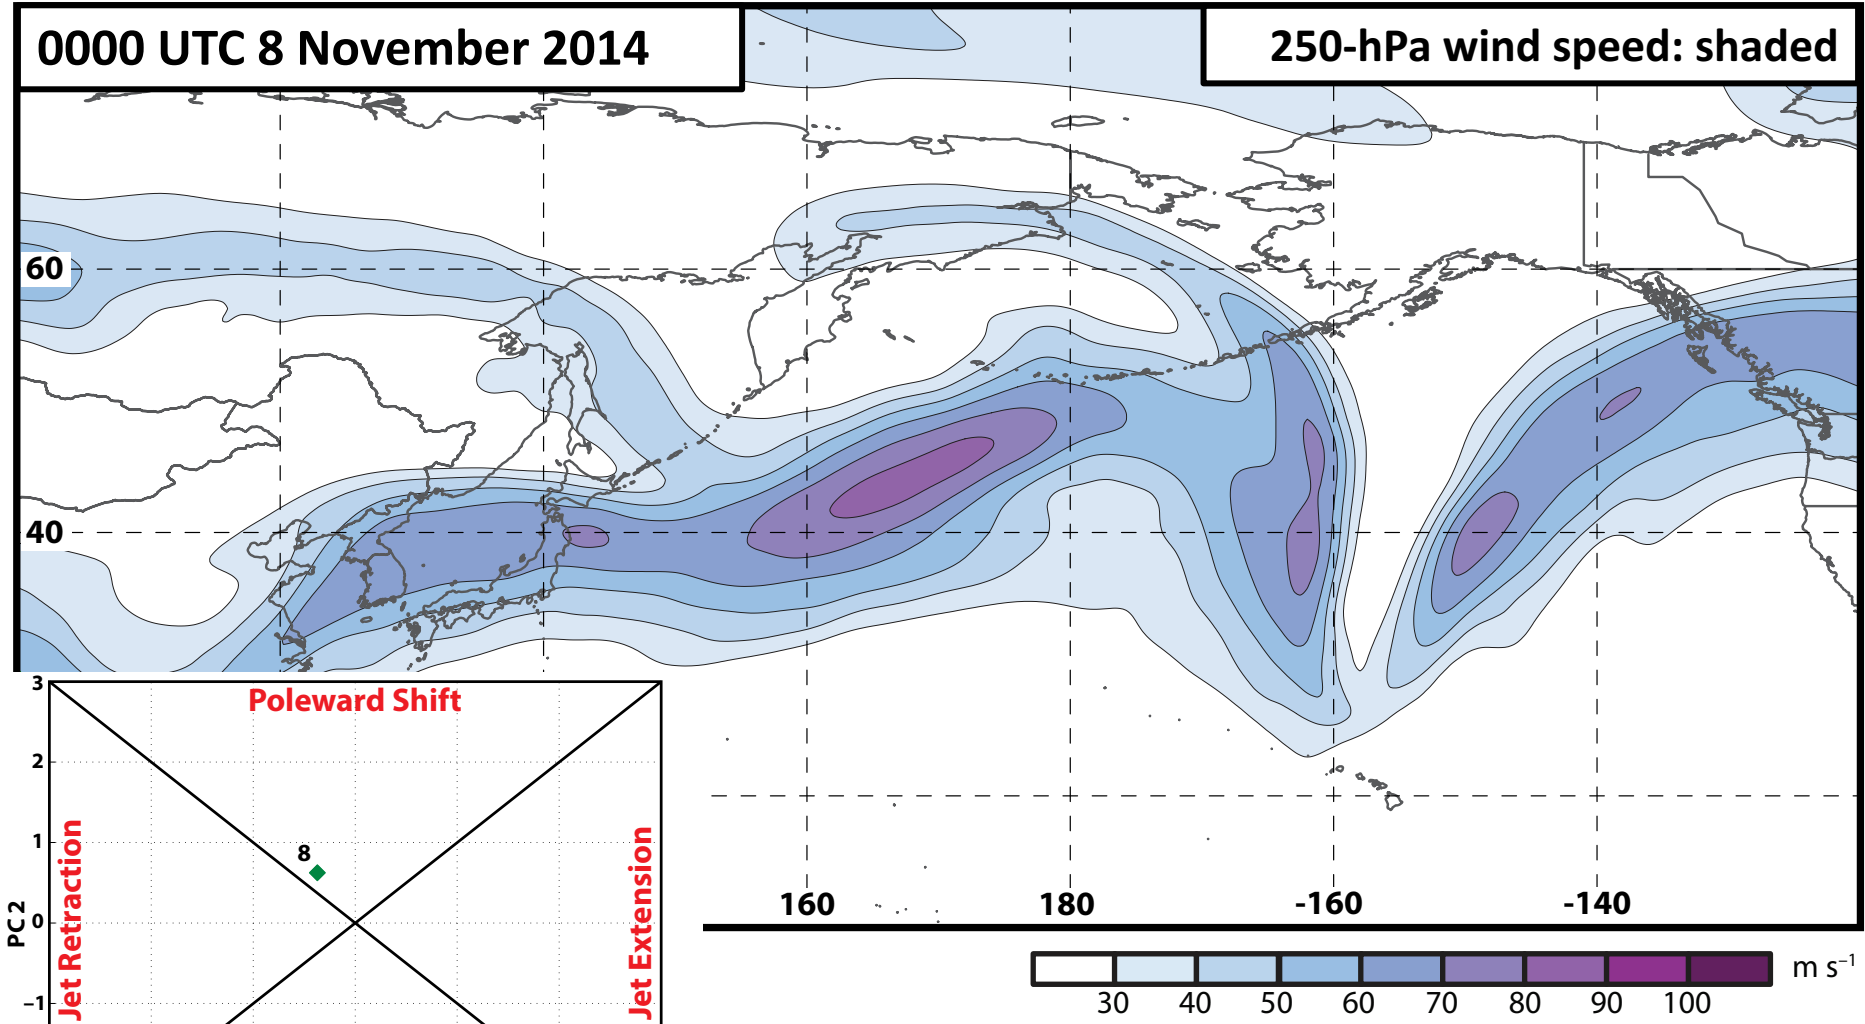 0000 UTC 8 November 2014
250-hPa wind speed: shaded
60
40
160
180
-160
-140
30
40
50
60
70
80
90
100
m s⁻¹
Poleward Shift
Jet Retraction
Jet Extension
PC 2
3
2
1
0
−1
8